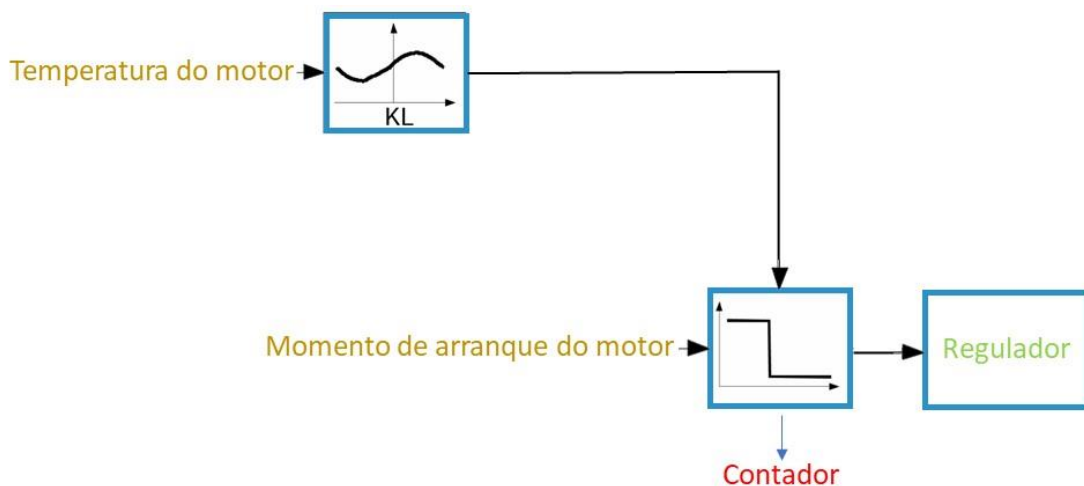 Temperatura do motor
KL
Momento de arranque do motor
Regulador
Contador